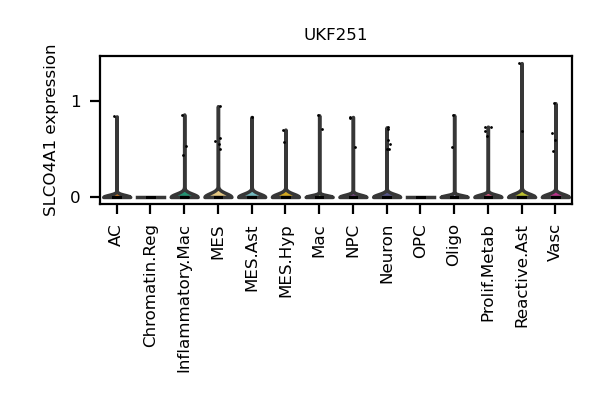 UKF251
SLCO4A1 expression
1
0
AC
Chromatin.Reg
Inflammatory.Mac
MES
MES.Ast
MES.Hyp
Mac
NPC
Neuron
OPC
Oligo
Prolif.Metab
Reactive.Ast
Vasc